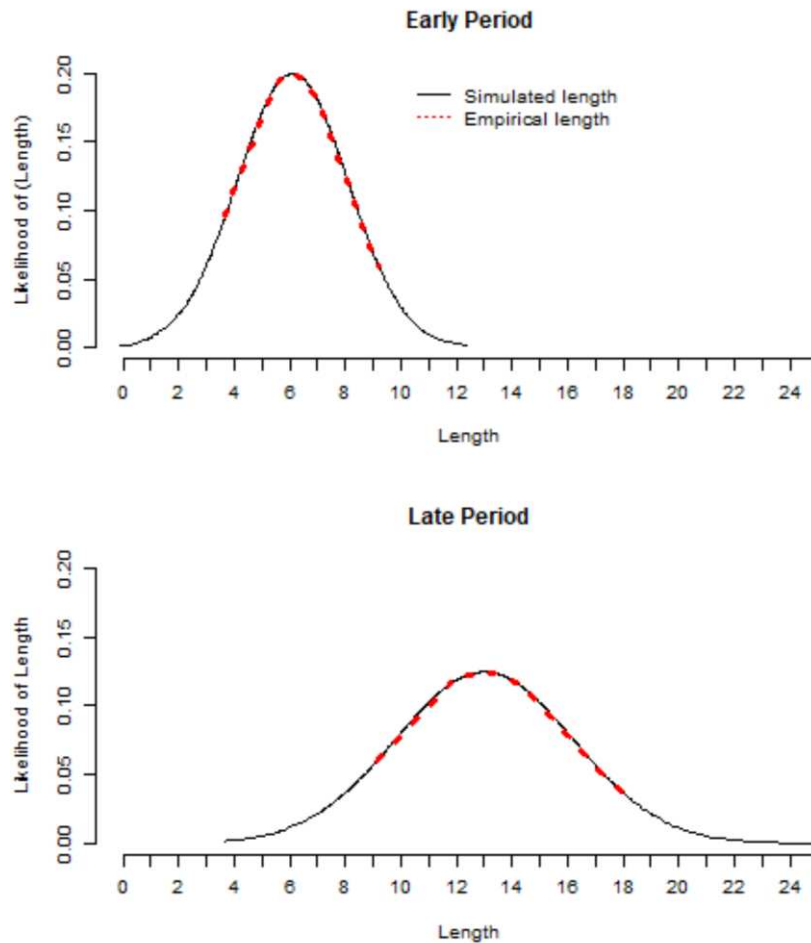 Early Period
Likelihood of (Length)
0.20
0.15
0.10
0.05
0.00
Simulated length
Empirical length
0 2 4 6 8 10 12 14 16 18 20 22 24
Length
Late Period
Likelihood of Length
0.20
0.15
0.10
0.05
0.00
0 2 4 6 8 10 12 14 16 18 20 22 24
Length